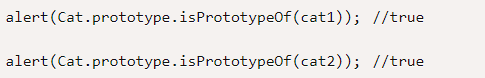 alert(Cat.prototype.isPrototypeOf(cat1)); //true
alert(Cat.prototype.isPrototypeOf(cat2)); //true